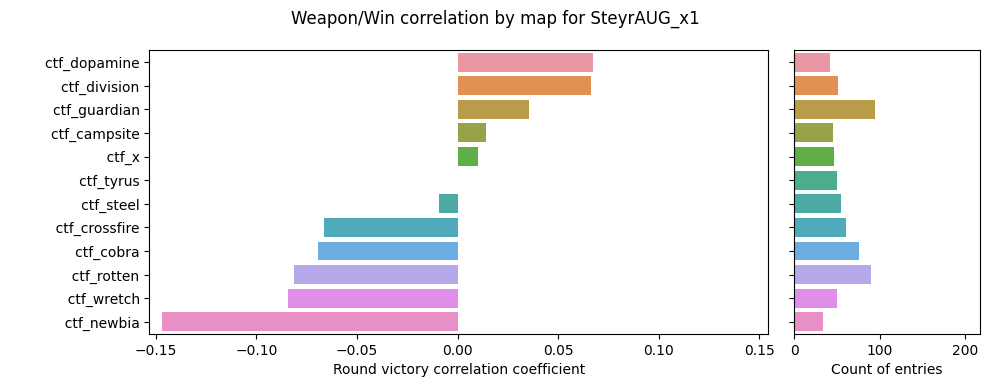 Weapon/Win correlation by map for SteyrAUG_x1
ctf_dopamine
ctf_division
ctf_guardian
ctf_campsite
ctf_x
ctf_tyrus
ctf_steel
ctf_crossfire
ctf_cobra
ctf_rotten
ctf_wretch
ctf_newbia
−0.15 −0.10 −0.05 0.00 0.05 0.10 0.15
Round victory correlation coefficient
0 100 200
Count of entries